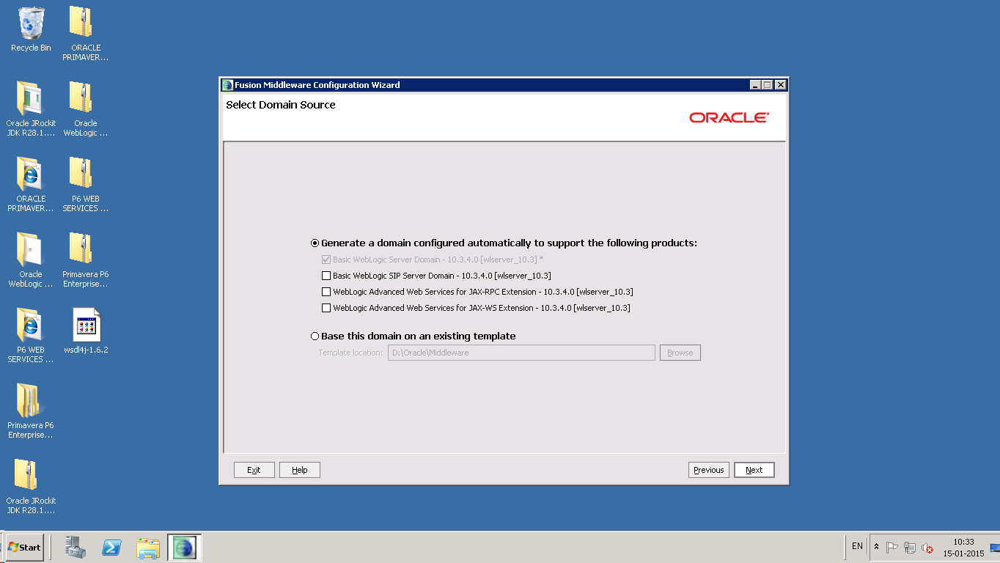 Recycle Bin
ORACLE
PRIMAVER...
Oracle JRockit
JDK R28.1....
Oracle
WebLogic ...
ORACLE
PRIMAVER...
P6 WEB
SERVICES ...
Oracle
WebLogic ...
Primavera P6
Enterprise...
P6 WEB
SERVICES ...
wsdl4j-1.6.2
Primavera P6
Enterprise...
Oracle JRockit
JDK R28.1....
Fusion Middleware Configuration Wizard
Select Domain Source
ORACLE
Generate a domain configured automatically to support the following products:
Basic WebLogic Server Domain - 10.3.4.0 [wlserver_10.3] *
Basic WebLogic SIP Server Domain - 10.3.4.0 [wlserver_10.3]
WebLogic Advanced Web Services for JAX-RPC Extension - 10.3.4.0 [wlserver_10.3]
WebLogic Advanced Web Services for JAX-WS Extension - 10.3.4.0 [wlserver_10.3]
Base this domain on an existing template
Template location: D:\Oracle\Middleware Browse
Exit Help Previous Next
Start
EN
10:33
15-01-2015